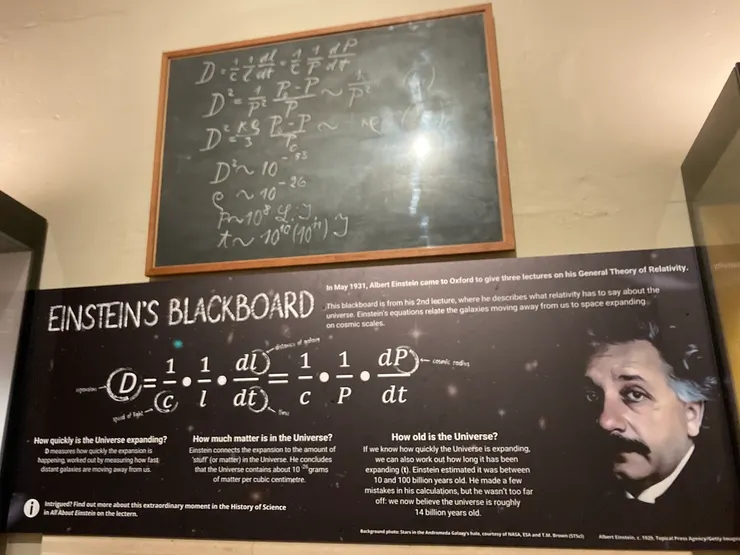 D = 1/c 1/l dl/dt = 1/c 1/P dP/dt
D² = 1/P² P₀-P/P ~ 1/P²
D² = κρ/3 P₀-P/P₀ ~
D² ~ 10⁻⁵³
ρ ~ 10⁻²⁶
P ~ 10⁸ L. J
t ~ 10¹⁰ (10¹¹) J
EINSTEIN'S BLACKBOARD
In May 1931, Albert Einstein came to Oxford to give three lectures on his General Theory of Relativity.
This blackboard is from his 2nd lecture, where he describes what relativity has to say about the
universe. Einstein's equations relate the galaxies moving away from us to space expanding
on cosmic scales.
distance of galaxy
expansion
D = 1/c • 1/l • dl/dt = 1/c • 1/P • dP/dt
cosmic radius
speed of light
time
How quickly is the Universe expanding?
D measures how quickly the expansion is
happening, worked out by measuring how fast
distant galaxies are moving away from us.
How much matter is in the Universe?
Einstein connects the expansion to the amount of
'stuff' (or matter) in the Universe. He concludes
that the Universe contains about 10⁻²⁶ grams
of matter per cubic centimetre.
How old is the Universe?
If we know how quickly the Universe is expanding,
we can also work out how long it has been
expanding (t). Einstein estimated it was between
10 and 100 billion years old. He made a few
mistakes in his calculations, but he wasn't too far
off: we now believe the universe is roughly
14 billion years old.
i
Intrigued? Find out more about this extraordinary moment in the History of Science
in All About Einstein on the lectern.
Background photo: Stars in the Andromeda Galaxy's halo, courtesy of NASA, ESA and T.M. Brown (STScI)
Albert Einstein, c. 1929, Topical Press Agency/Getty Images